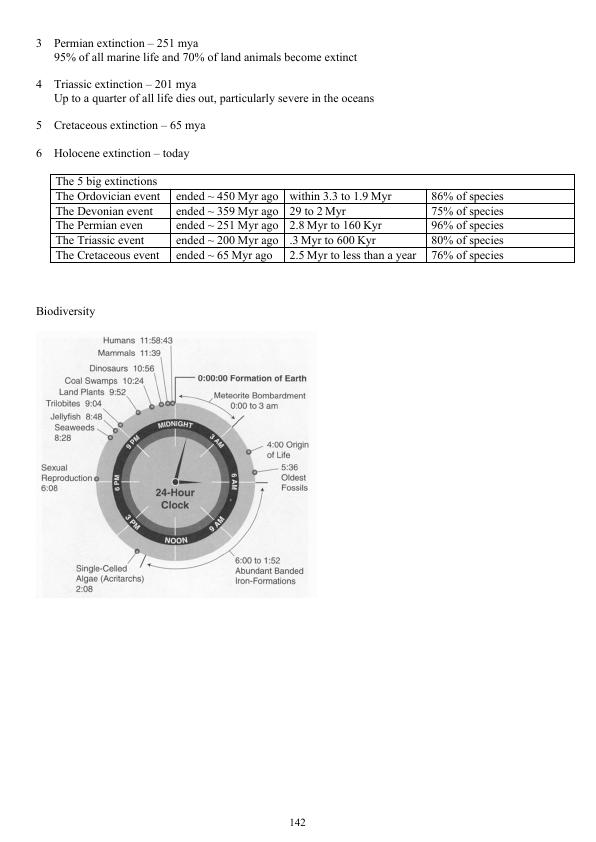 3 Permian extinction – 251 mya
95% of all marine life and 70% of land animals become extinct
4 Triassic extinction – 201 mya
Up to a quarter of all life dies out, particularly severe in the oceans
5 Cretaceous extinction – 65 mya
6 Holocene extinction – today
The 5 big extinctions
The Ordovician event ended ~ 450 Myr ago within 3.3 to 1.9 Myr 86% of species
The Devonian event ended ~ 359 Myr ago 29 to 2 Myr 75% of species
The Permian even ended ~ 251 Myr ago 2.8 Myr to 160 Kyr 96% of species
The Triassic event ended ~ 200 Myr ago .3 Myr to 600 Kyr 80% of species
The Cretaceous event ended ~ 65 Myr ago 2.5 Myr to less than a year 76% of species
Biodiversity
Humans 11:58:43
Mammals 11:39
Dinosaurs 10:56
Coal Swamps 10:24
Land Plants 9:52
Trilobites 9:04
Jellyfish 8:48
Seaweeds
8:28
Sexual
Reproduction
6:08
Single-Celled
Algae (Acritarchs)
2:08
0:00:00 Formation of Earth
Meteorite Bombardment
0:00 to 3 am
4:00 Origin
of Life
5:36
Oldest
Fossils
6:00 to 1:52
Abundant Banded
Iron-Formations
MIDNIGHT
3 AM
6 AM
9 AM
NOON
3 PM
6 PM
9 PM
24-Hour
Clock
142